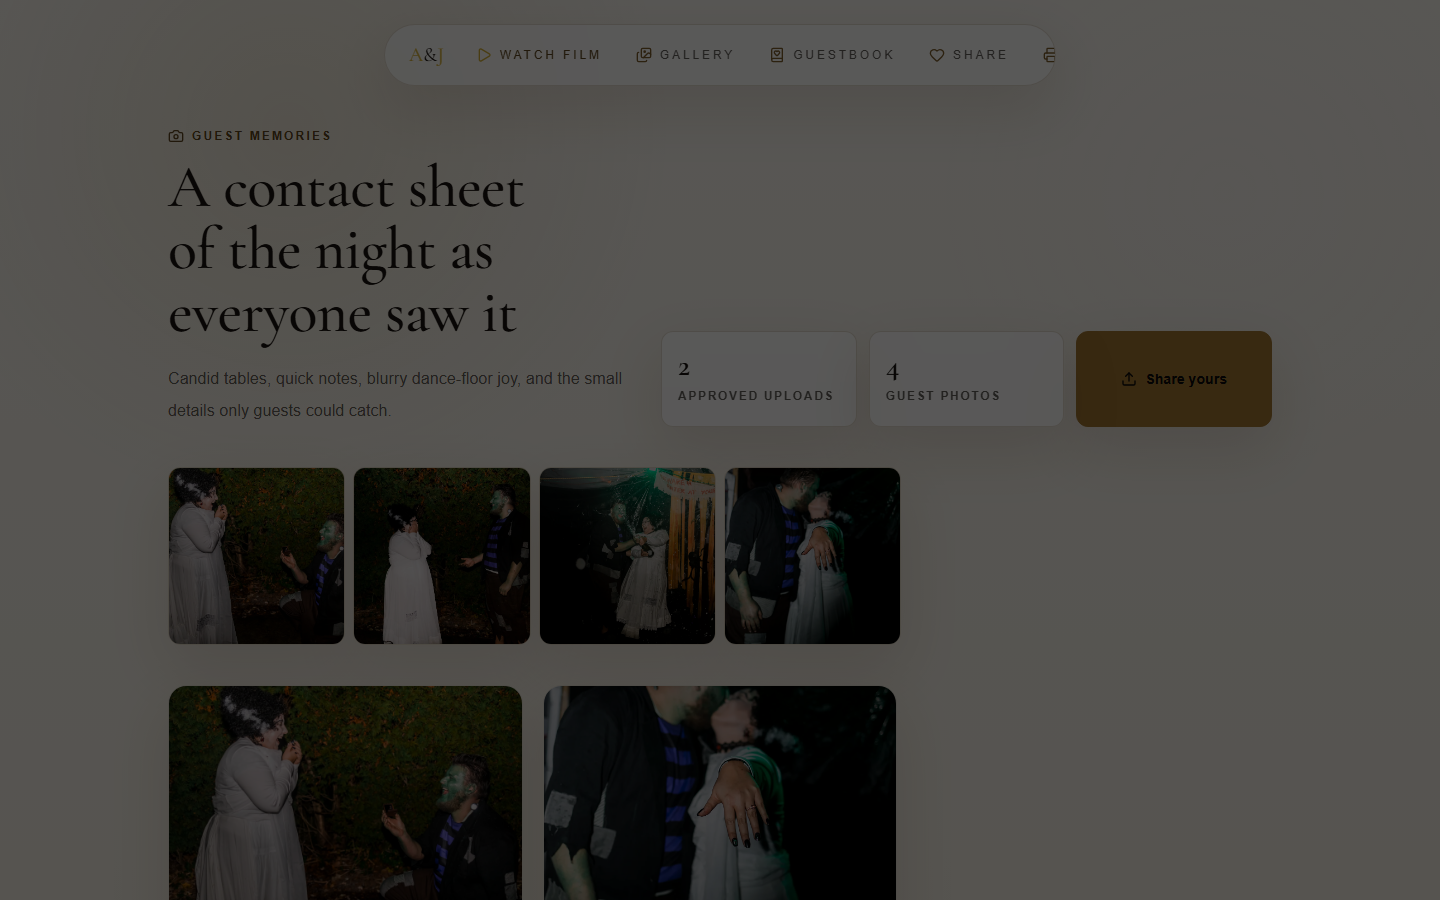 A&J
WATCH FILM
GALLERY
GUESTBOOK
SHARE
GUEST MEMORIES
A contact sheet
of the night as
everyone saw it
Candid tables, quick notes, blurry dance-floor joy, and the small
details only guests could catch.
2
APPROVED UPLOADS
4
GUEST PHOTOS
Share yours